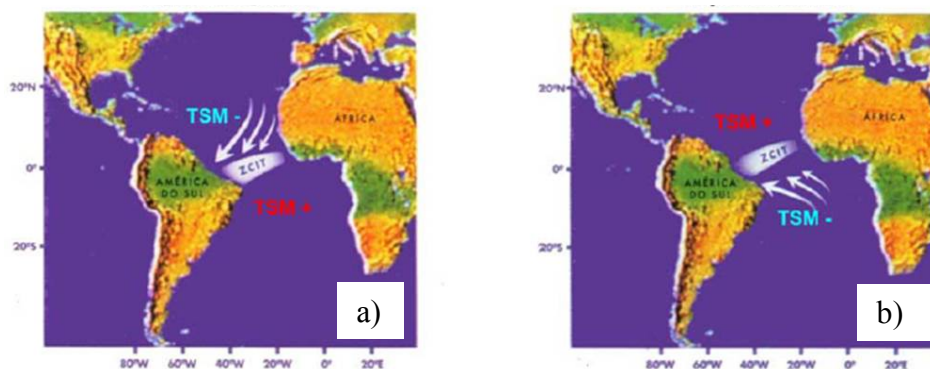 20°N
TSM -
ÁFRICA
ZCIT
0°
AMÉRICA
DO SUL
TSM +
20°S
a)
80°W 60°W 40°W 20°W 0° 20°E
20°N
TSM +
ÁFRICA
ZCIT
0°
AMÉRICA
DO SUL
TSM -
20°S
b)
80°W 60°W 40°W 20°W 0° 20°E